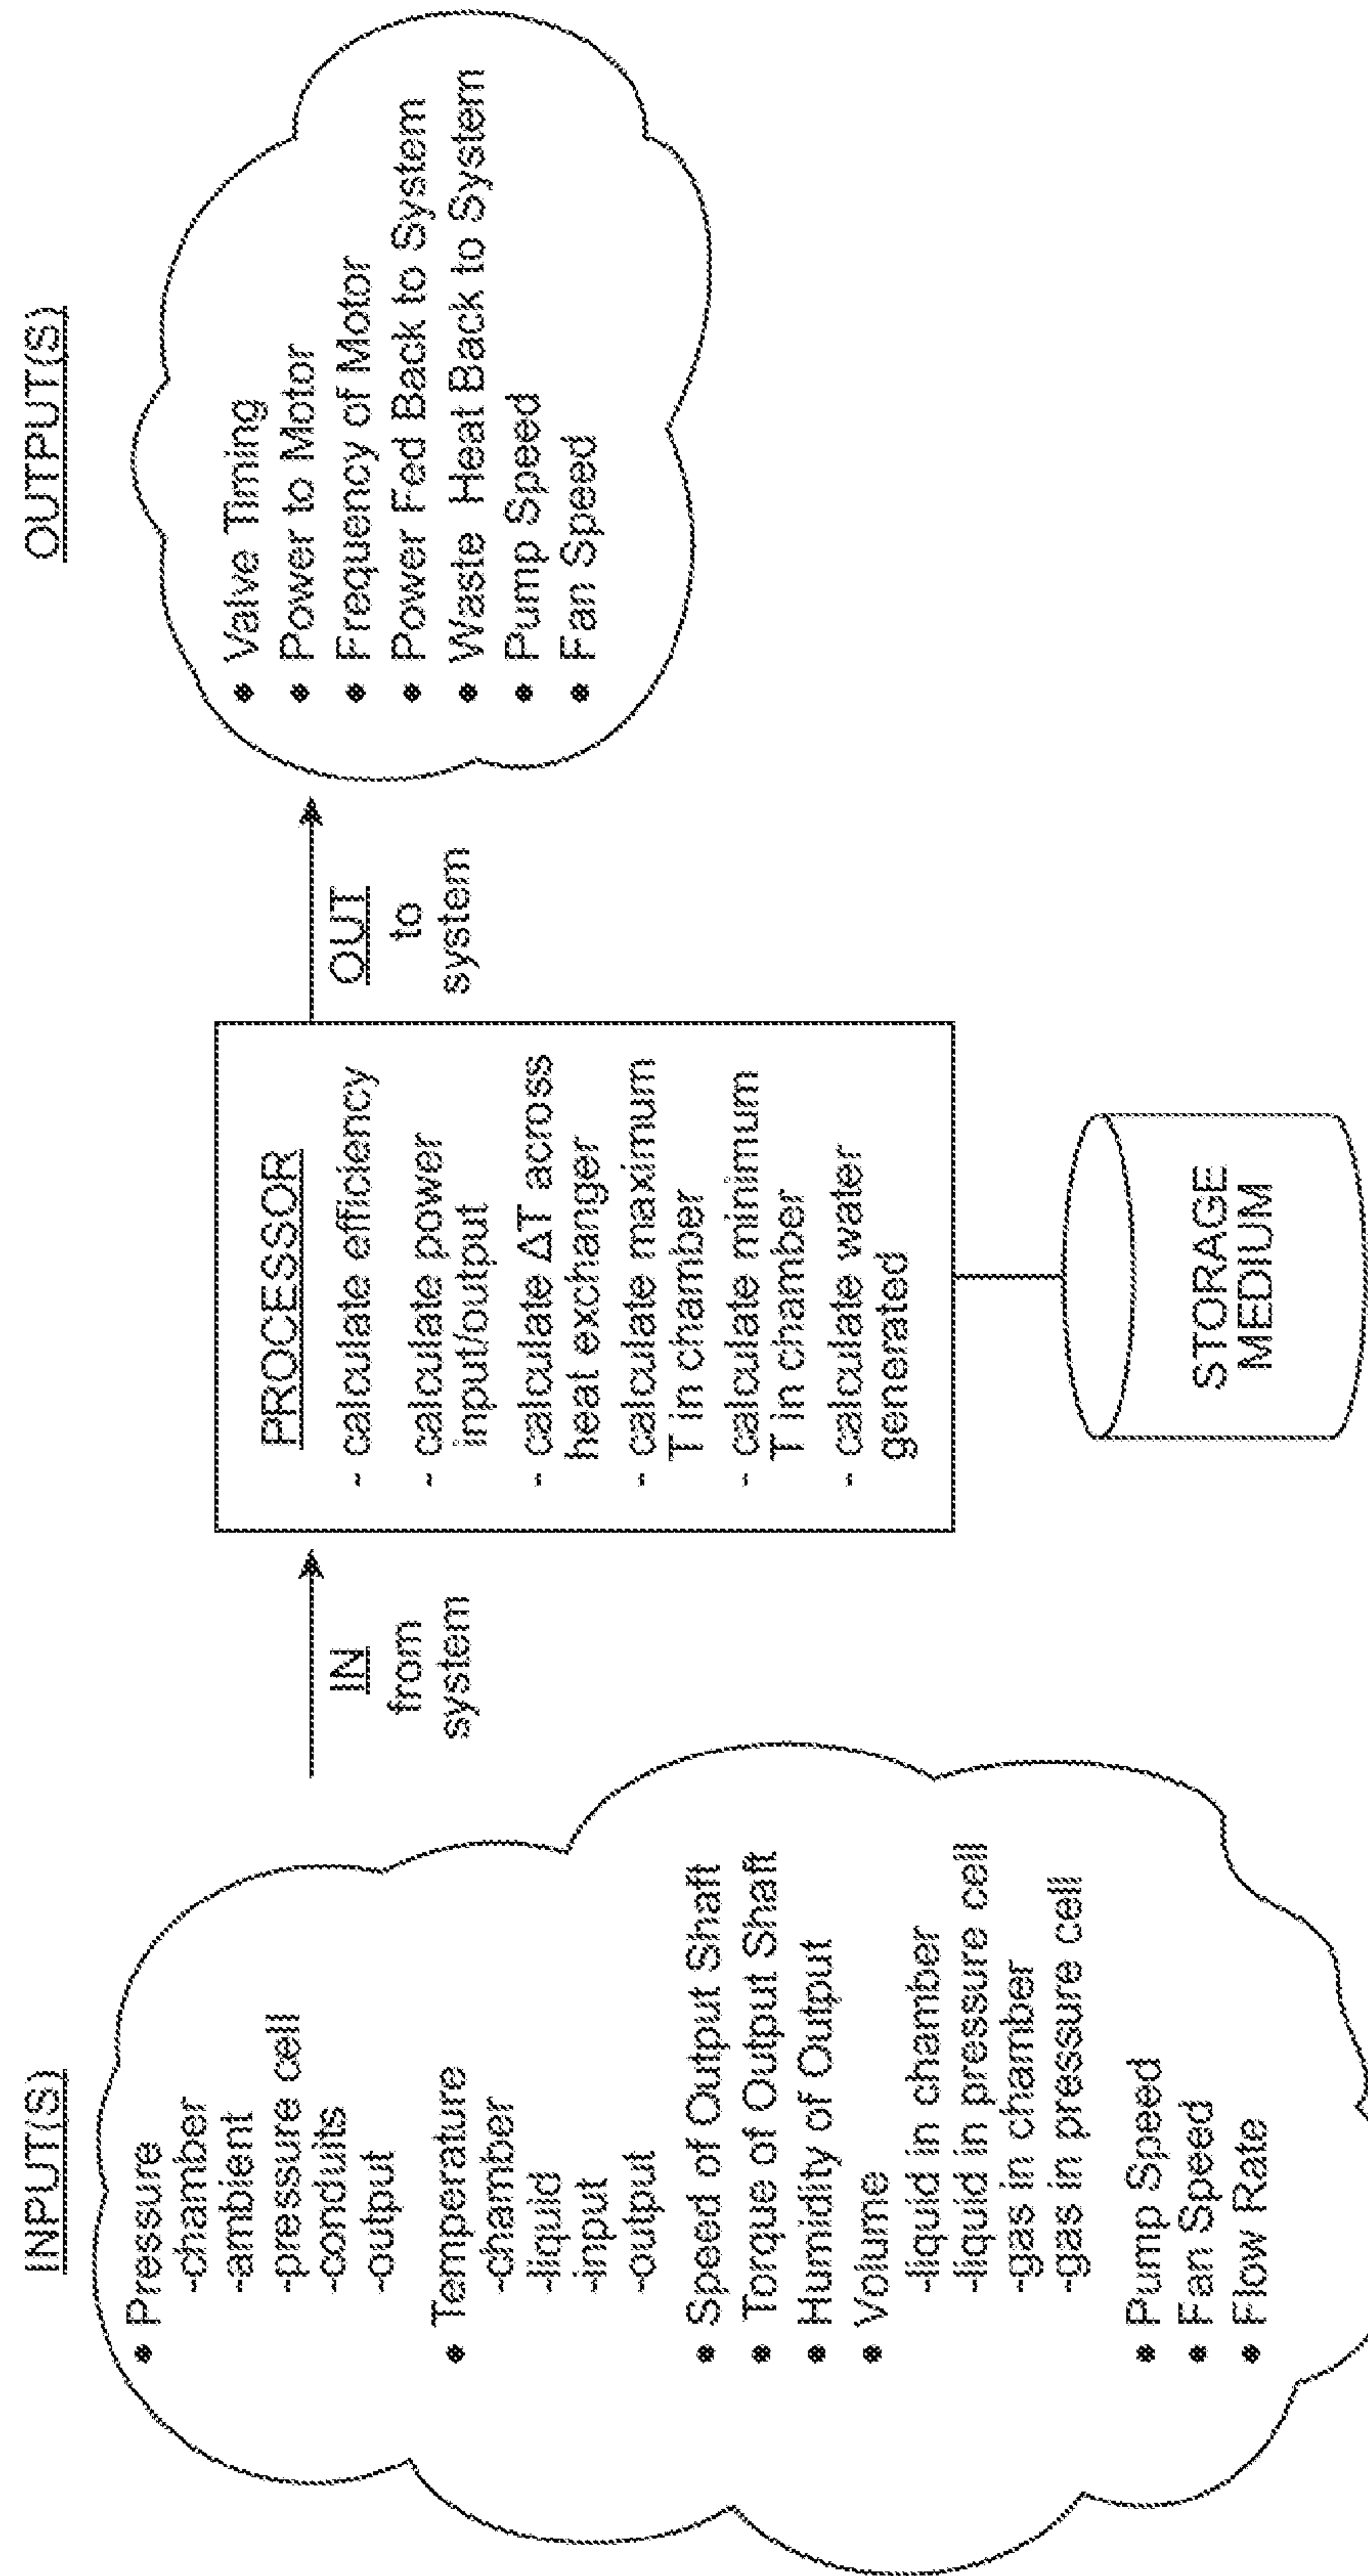 INPUT(S)
• Pressure
-chamber
-ambient
-pressure cell
-conduits
-output
• Temperature
-chamber
-liquid
-input
-output
• Speed of Output Shaft
• Torque of Output Shaft
• Humidity of Output
• Volume
-liquid in chamber
-liquid in pressure cell
-gas in chamber
-gas in pressure cell
• Pump Speed
• Fan Speed
• Flow Rate
IN
from
system
PROCESSOR
- calculate efficiency
- calculate power
input/output
- calculate ΔT across
heat exchanger
- calculate maximum
T in chamber
- calculate minimum
T in chamber
- calculate water
generated
STORAGE
MEDIUM
OUT
to
system
OUTPUT(S)
• Valve Timing
• Power to Motor
• Frequency of Motor
• Power Fed Back to System
• Waste Heat Back to System
• Pump Speed
• Fan Speed